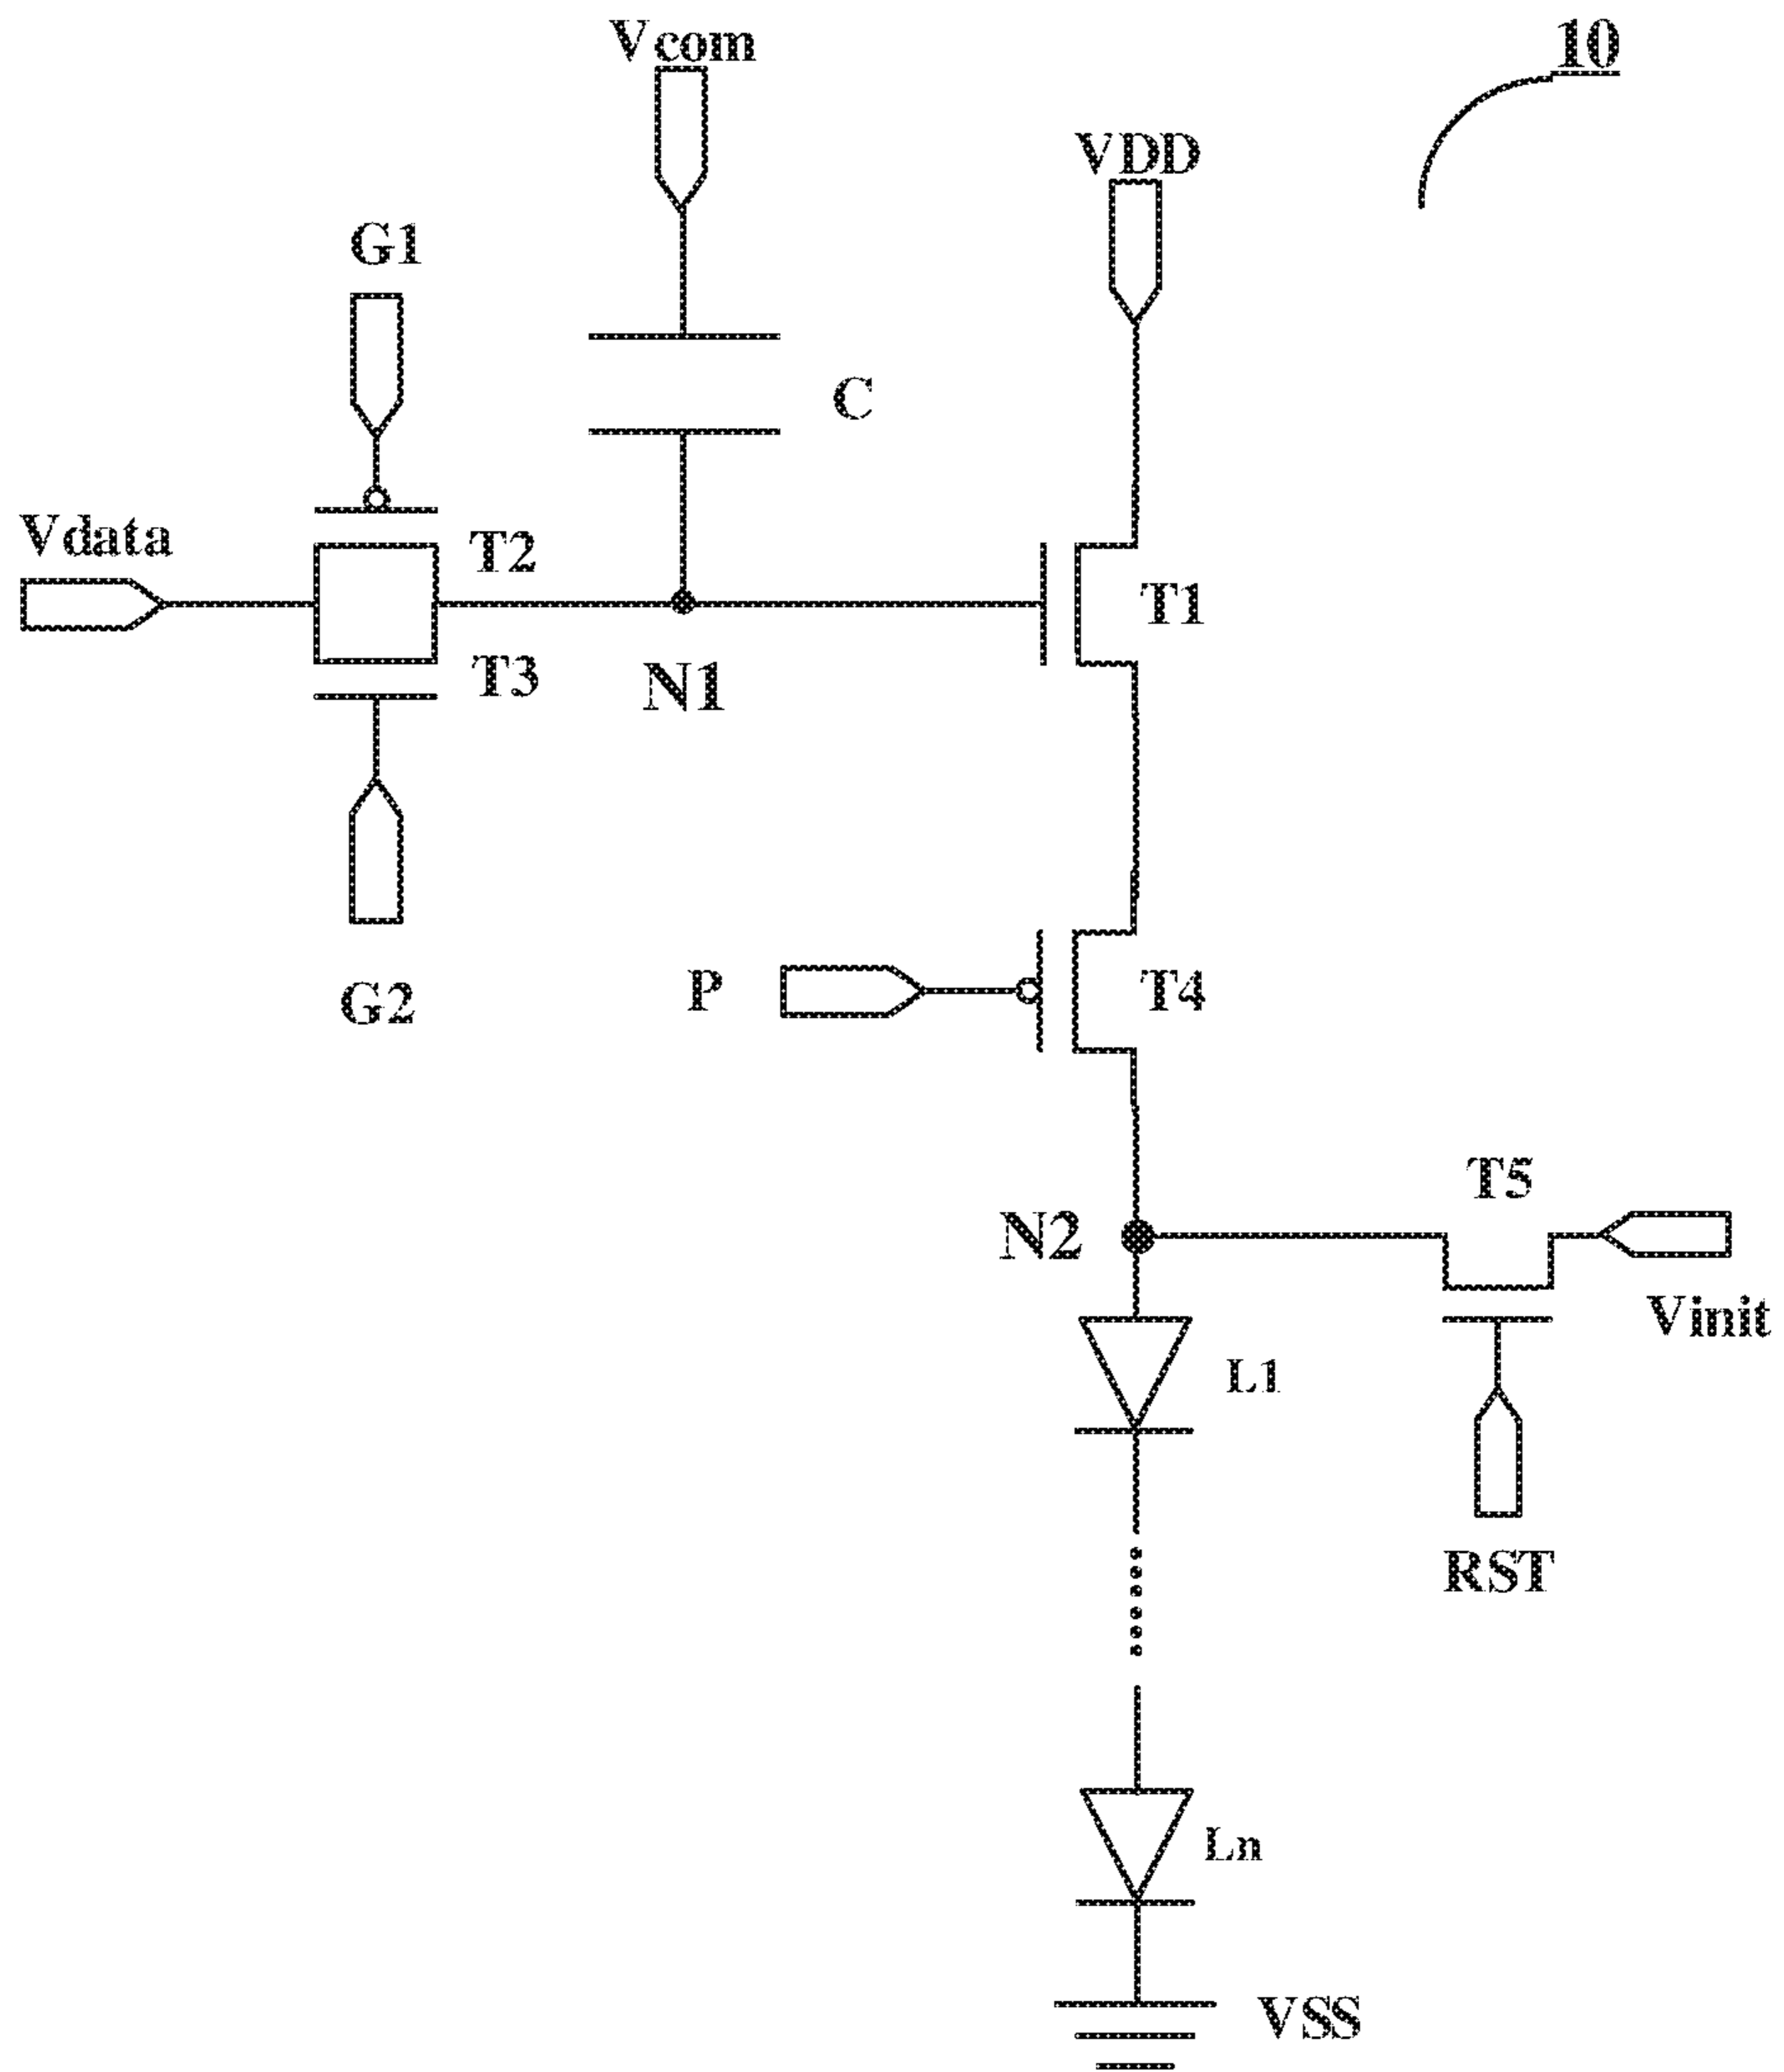 Vcom
10
VDD
G1
C
Vdata
T2
T1
T3
N1
G2
P
T4
T5
N2
Vinit
L1
RST
Ln
VSS